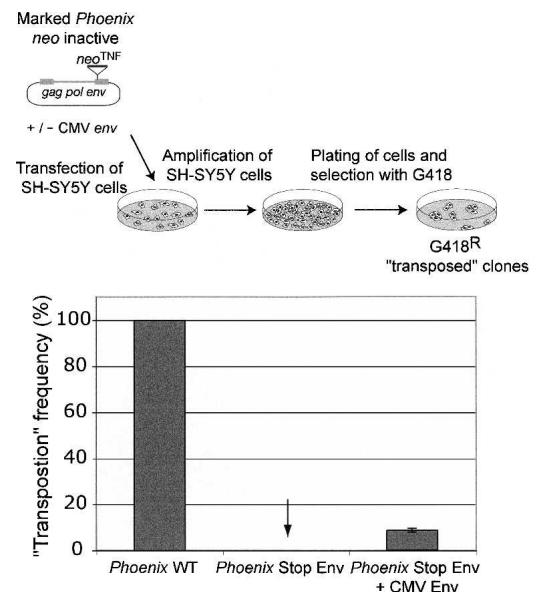 Marked Phoenix
neo inactive
neoTNF
gag pol env
+ / - CMV env
Transfection of
SH-SY5Y cells
Amplification of
SH-SY5Y cells
Plating of cells and
selection with G418
G418R
"transposed" clones
"Transpostion" frequency (%)
100
80
60
40
20
0
Phoenix WT
Phoenix Stop Env
Phoenix Stop Env
+ CMV Env